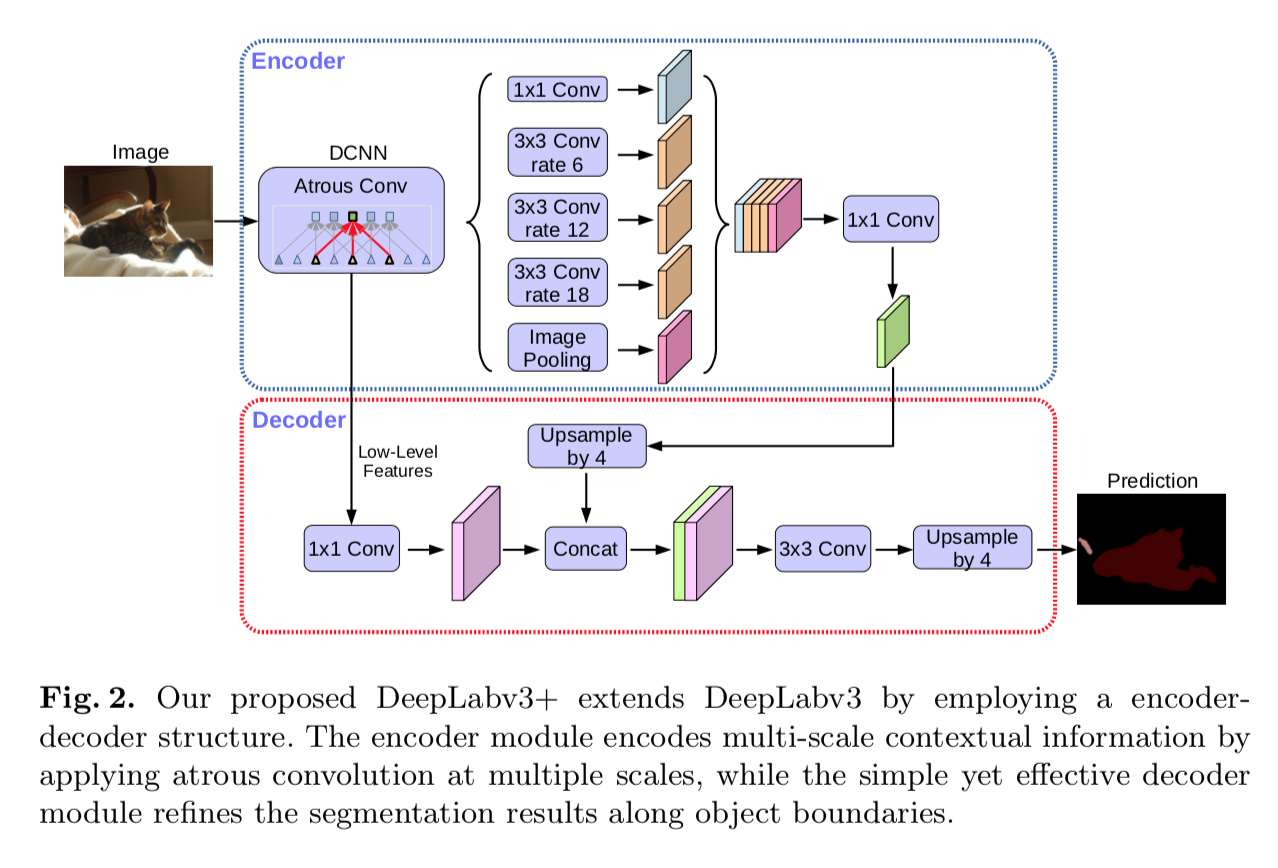 Encoder
Image
DCNN
Atrous Conv
1x1 Conv
3x3 Conv
rate 6
3x3 Conv
rate 12
3x3 Conv
rate 18
Image
Pooling
1x1 Conv
Decoder
Low-Level
Features
Upsample
by 4
1x1 Conv
Concat
3x3 Conv
Upsample
by 4
Prediction
Fig. 2. Our proposed DeepLabv3+ extends DeepLabv3 by employing a encoder-
decoder structure. The encoder module encodes multi-scale contextual information by
applying atrous convolution at multiple scales, while the simple yet effective decoder
module refines the segmentation results along object boundaries.